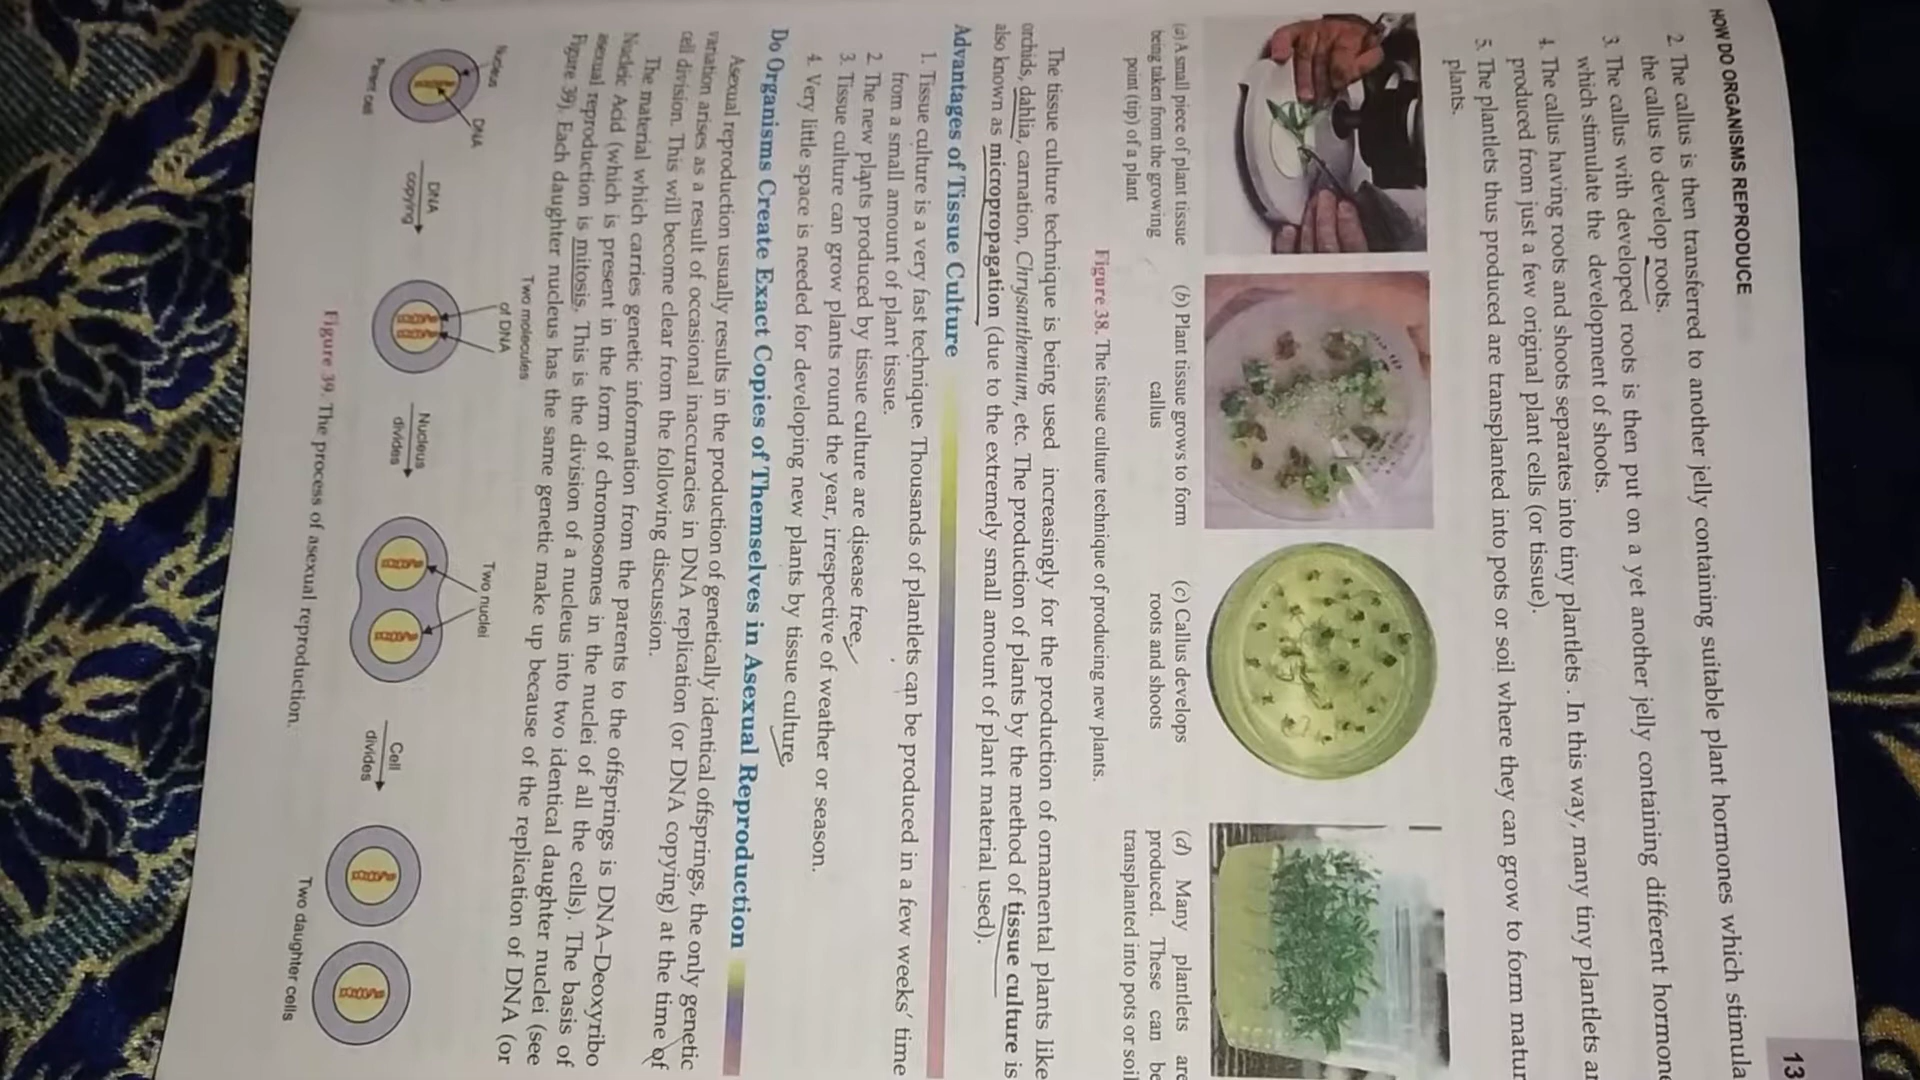 HOW DO ORGANISMS REPRODUCE
13
2. The callus is then transferred to another jelly containing suitable plant hormones which stimula
the callus to develop roots.
3. The callus with developed roots is then put on a yet another jelly containing different hormone
which stimulate the development of shoots.
4. The callus having roots and shoots separates into tiny plantlets . In this way, many tiny plantlets ar
produced from just a few original plant cells (or tissue).
5. The plantlets thus produced are transplanted into pots or soil where they can grow to form matur
plants.
(a) A small piece of plant tissue
being taken from the growing
point (tip) of a plant
(b) Plant tissue grows to form
callus
(c) Callus develops
roots and shoots
(d) Many plantlets are
produced. These can be
transplanted into pots or soil
Figure 38. The tissue culture technique of producing new plants.
The tissue culture technique is being used increasingly for the production of ornamental plants like
orchids, dahlia, carnation, Chrysanthemum, etc. The production of plants by the method of tissue culture is
also known as micropropagation (due to the extremely small amount of plant material used).
Advantages of Tissue Culture
1. Tissue culture is a very fast technique. Thousands of plantlets can be produced in a few weeks' time
from a small amount of plant tissue.
2. The new plants produced by tissue culture are disease free.
3. Tissue culture can grow plants round the year, irrespective of weather or season.
4. Very little space is needed for developing new plants by tissue culture.
Do Organisms Create Exact Copies of Themselves in Asexual Reproduction
Asexual reproduction usually results in the production of genetically identical offsprings, the only genetic
variation arises as a result of occasional inaccuracies in DNA replication (or DNA copying) at the time of
cell division. This will become clear from the following discussion.
The material which carries genetic information from the parents to the offsprings is DNA–Deoxyribo
Nucleic Acid (which is present in the form of chromosomes in the nuclei of all the cells). The basis of
asexual reproduction is mitosis. This is the division of a nucleus into two identical daughter nuclei (see
Figure 39). Each daughter nucleus has the same genetic make up because of the replication of DNA (or
Nucleus
DNA
Parent cell
DNA
copying
Two molecules
of DNA
Nucleus
divides
Two nuclei
Cell
divides
Two daughter cells
Figure 39. The process of asexual reproduction.